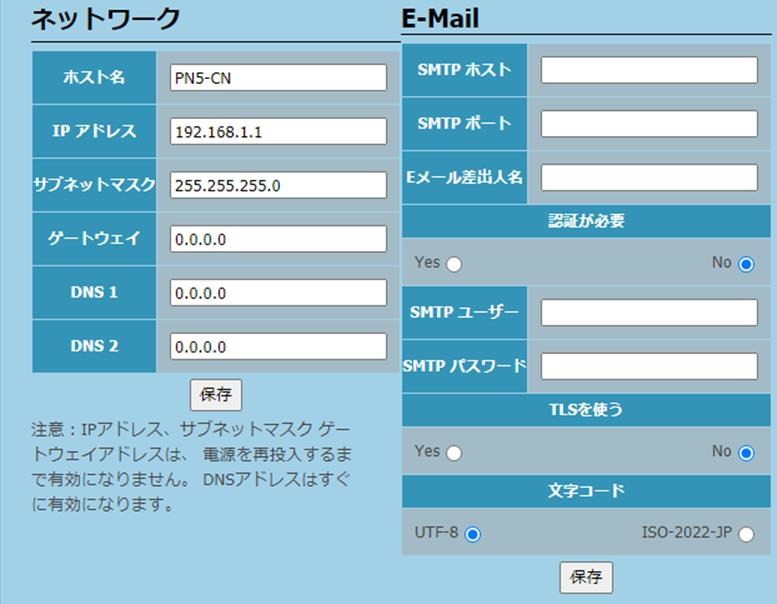 ネットワーク
ホスト名 PN5-CN
IP アドレス 192.168.1.1
サブネットマスク 255.255.255.0
ゲートウェイ 0.0.0.0
DNS 1 0.0.0.0
DNS 2 0.0.0.0
保存
注意：IPアドレス、サブネットマスク ゲー
トウェイアドレスは、 電源を再投入するま
で有効になりません。 DNSアドレスはすぐ
に有効になります。
E-Mail
SMTP ホスト
SMTP ポート
Eメール差出人名
認証が必要
Yes No
SMTP ユーザー
SMTP パスワード
TLSを使う
Yes No
文字コード
UTF-8 ISO-2022-JP
保存